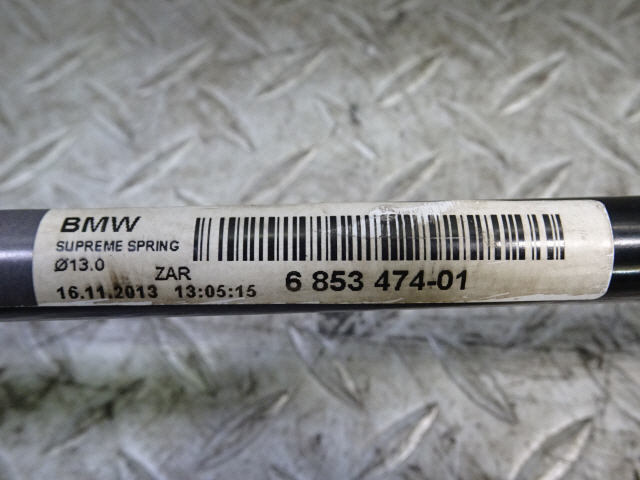 BMW
SUPREME SPRING
Ø13.0
ZAR
16.11.2013 13:05:15
6 853 474-01